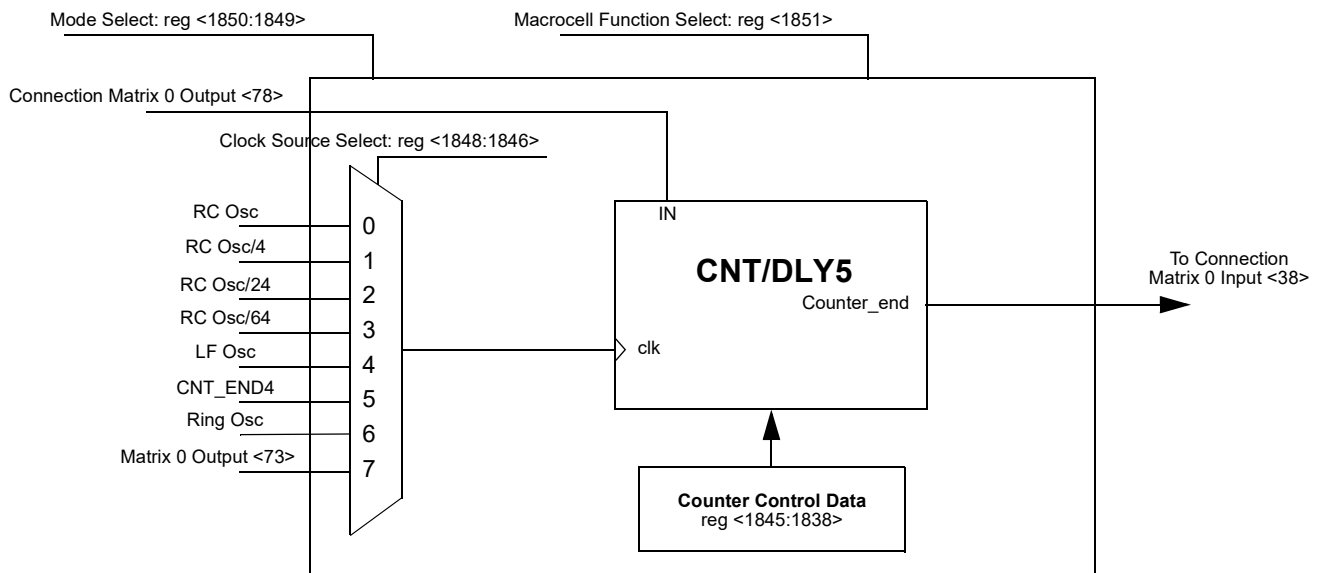 Mode Select: reg <1850:1849>
Macrocell Function Select: reg <1851>
Connection Matrix 0 Output <78>
Clock Source Select: reg <1848:1846>
RC Osc
0
RC Osc/4
1
RC Osc/24
2
RC Osc/64
3
LF Osc
4
CNT_END4
5
Ring Osc
6
Matrix 0 Output <73>
7
IN
CNT/DLY5
Counter_end
clk
To Connection
Matrix 0 Input <38>
Counter Control Data
reg <1845:1838>